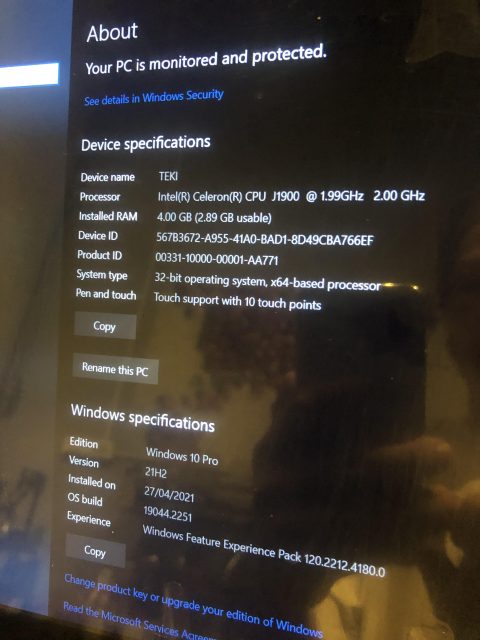 About
Your PC is monitored and protected.
See details in Windows Security
Device specifications
Device name TEKI
Processor Intel(R) Celeron(R) CPU J1900 @ 1.99GHz 2.00 GHz
Installed RAM 4.00 GB (2.89 GB usable)
Device ID 567B3672-A955-41A0-BAD1-8D49CBA766EF
Product ID 00331-10000-00001-AA771
System type 32-bit operating system, x64-based processor
Pen and touch Touch support with 10 touch points
Copy
Rename this PC
Windows specifications
Edition Windows 10 Pro
Version 21H2
Installed on 27/04/2021
OS build 19044.2251
Experience Windows Feature Experience Pack 120.2212.4180.0
Copy
Change product key or upgrade your edition of Windows
Read the Microsoft Services